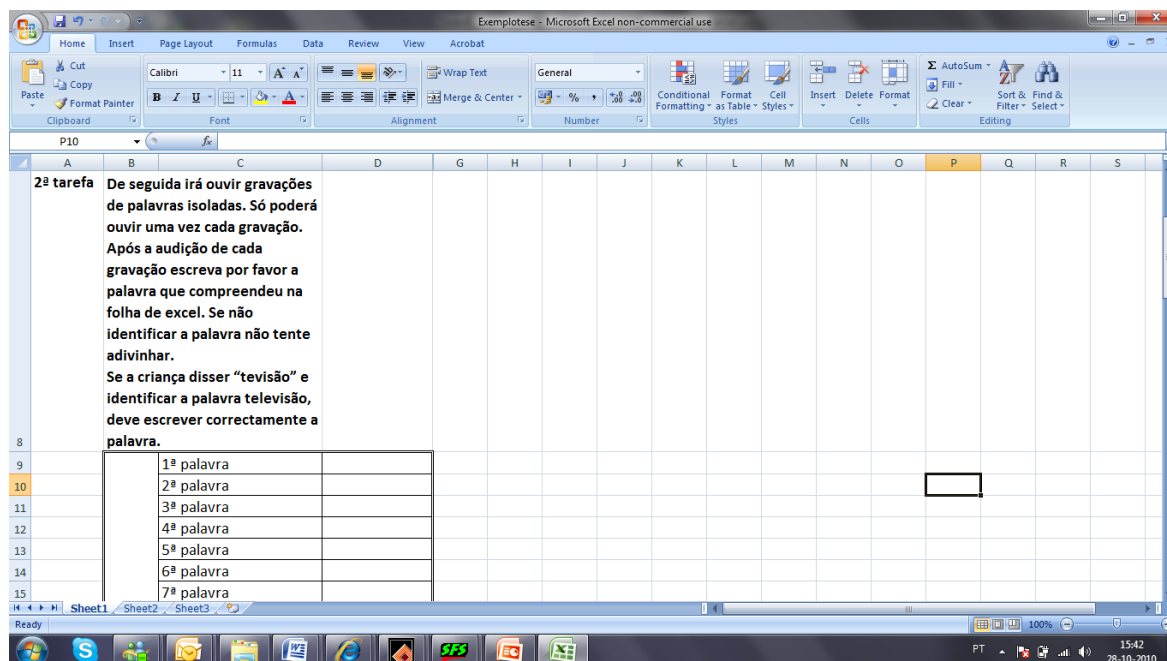 Exemplotese - Microsoft Excel non-commercial use
Home Insert Page Layout Formulas Data Review View Acrobat
Paste
Cut
Copy
Format Painter
Clipboard
Calibri 11
B I U
Font
Wrap Text
Merge & Center
Alignment
General
% ,
Number
Conditional Formatting
Format as Table
Cell Styles
Styles
Insert Delete Format
Cells
Σ AutoSum
Fill
Clear
Sort & Filter
Find & Select
Editing
P10 fx
A B C D G H I J K L M N O P Q R S
2ª tarefa
De seguida irá ouvir gravações
de palavras isoladas. Só poderá
ouvir uma vez cada gravação.
Após a audição de cada
gravação escreva por favor a
palavra que compreendeu na
folha de excel. Se não
identificar a palavra não tente
adivinhar.
Se a criança disser “tevisão” e
identificar a palavra televisão,
deve escrever correctamente a
8 palavra.
9 1ª palavra
10 2ª palavra
11 3ª palavra
12 4ª palavra
13 5ª palavra
14 6ª palavra
15 7ª palavra
Sheet1 Sheet2 Sheet3
Ready 100%
SFS PT 15:42
28-10-2010